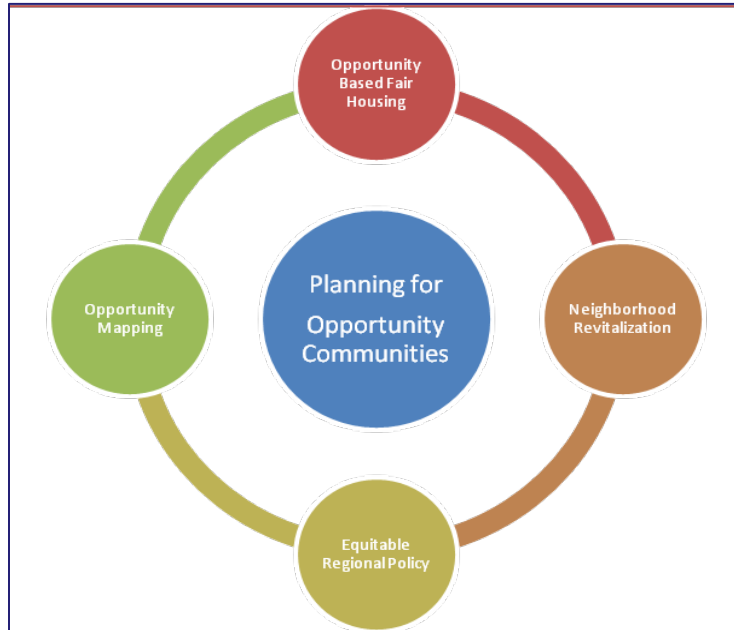 Opportunity
Based Fair
Housing
Opportunity
Mapping
Planning for
Opportunity
Communities
Neighborhood
Revitalization
Equitable
Regional Policy